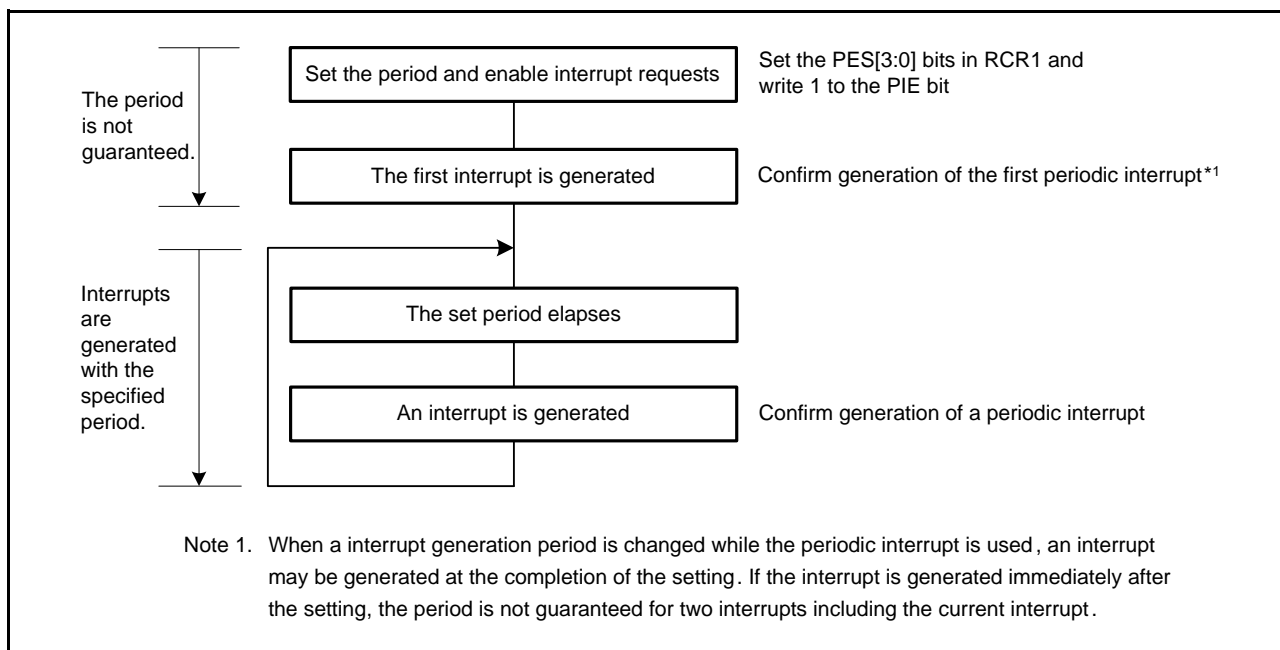 Set the period and enable interrupt requests
Set the PES[3:0] bits in RCR1 and
write 1 to the PIE bit
The period
is not
guaranteed.
The first interrupt is generated
Confirm generation of the first periodic interrupt*1
Interrupts
are
generated
with the
specified
period.
The set period elapses
An interrupt is generated
Confirm generation of a periodic interrupt
Note 1. When a interrupt generation period is changed while the periodic interrupt is used, an interrupt
may be generated at the completion of the setting. If the interrupt is generated immediately after
the setting, the period is not guaranteed for two interrupts including the current interrupt.